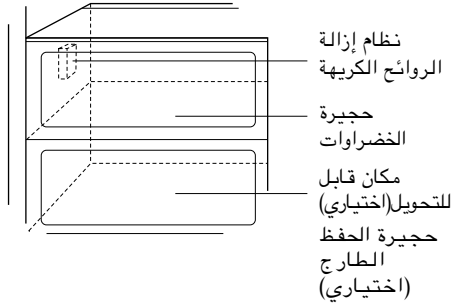 نظام إزالة
الروائح الكريهة
حجيرة
الخضراوات
مكان قابل
للتحويل(اختياري)
حجيرة الحفظ
الطارج
(اختياري)